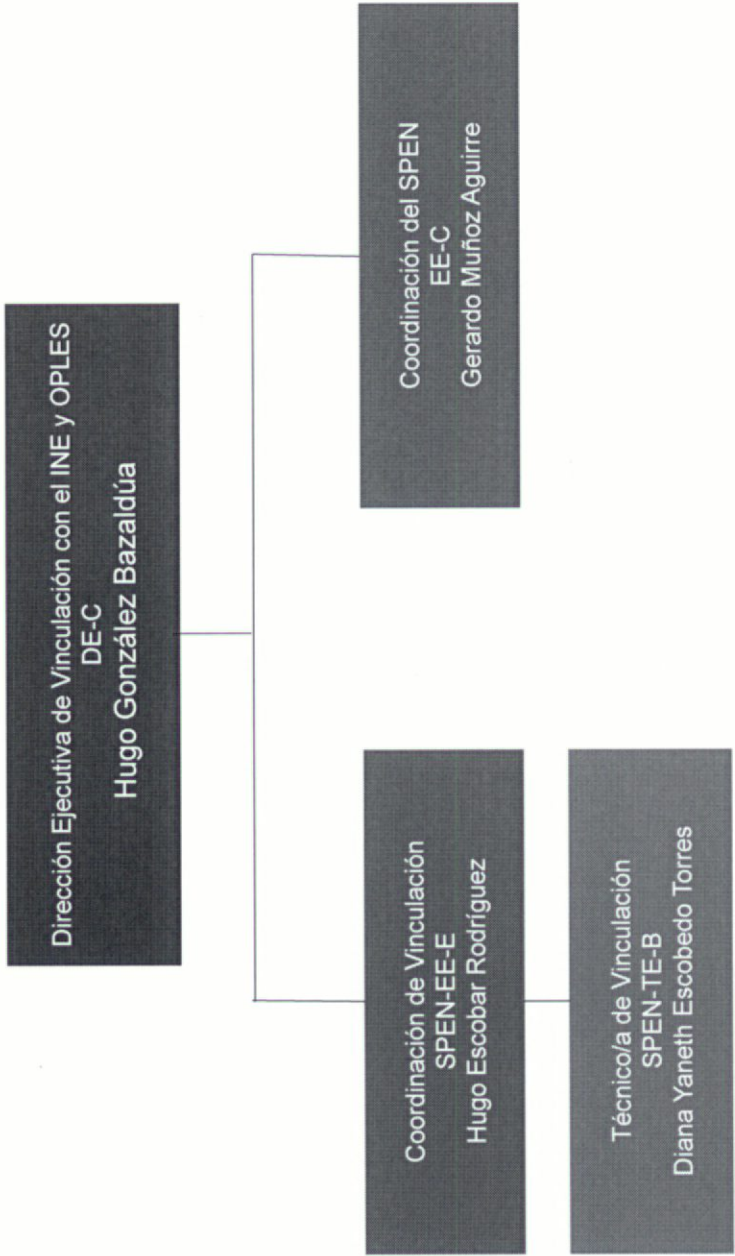 Dirección Ejecutiva de Vinculación con el INE y OPLES
DE-C
Hugo González Bazaldúa
Coordinación de Vinculación
SPEN-EE-E
Hugo Escobar Rodríguez
Técnico/a de Vinculación
SPEN-TE-B
Diana Yaneth Escobedo Torres
Coordinación del SPEN
EE-C
Gerardo Muñoz Aguirre